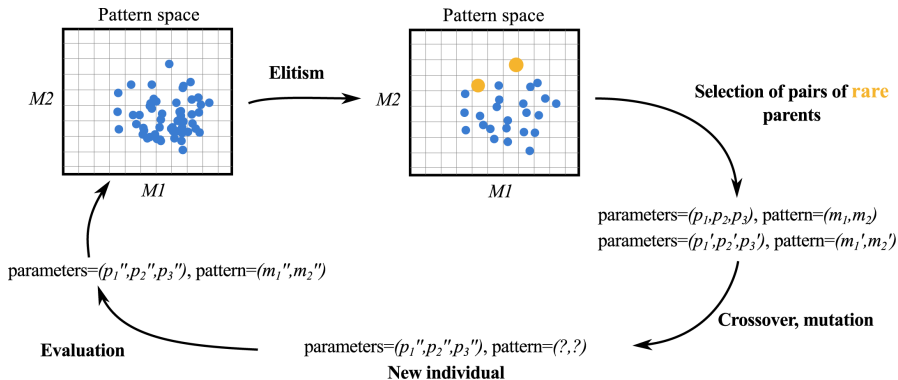 Pattern space
M2
M1
Elitism
Pattern space
M2
M1
Selection of pairs of rare
parents
parameters=(p₁,p₂,p₃), pattern=(m₁,m₂)
parameters=(p₁′,p₂′,p₃′), pattern=(m₁′,m₂′)
Crossover, mutation
parameters=(p₁″,p₂″,p₃″), pattern=(?,?)
New individual
Evaluation
parameters=(p₁″,p₂″,p₃″), pattern=(m₁″,m₂″)